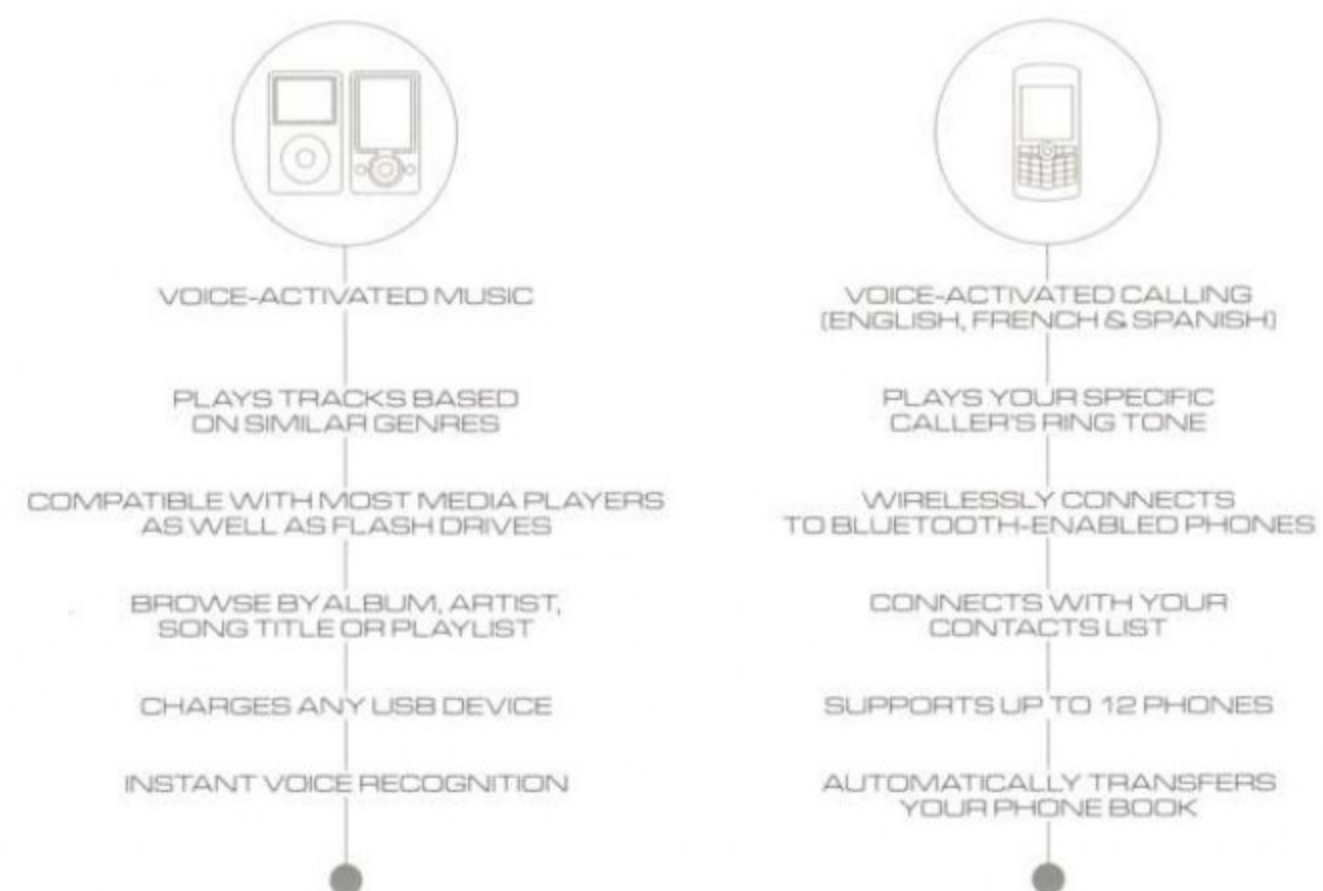 VOICE-ACTIVATED MUSIC
PLAYS TRACKS BASED
ON SIMILAR GENRES
COMPATIBLE WITH MOST MEDIA PLAYERS
AS WELL AS FLASH DRIVES
BROWSE BY ALBUM, ARTIST,
SONG TITLE OR PLAYLIST
CHARGES ANY USB DEVICE
INSTANT VOICE RECOGNITION
VOICE-ACTIVATED CALLING
(ENGLISH, FRENCH & SPANISH)
PLAYS YOUR SPECIFIC
CALLER'S RING TONE
WIRELESSLY CONNECTS
TO BLUETOOTH-ENABLED PHONES
CONNECTS WITH YOUR
CONTACTS LIST
SUPPORTS UP TO 12 PHONES
AUTOMATICALLY TRANSFERS
YOUR PHONE BOOK